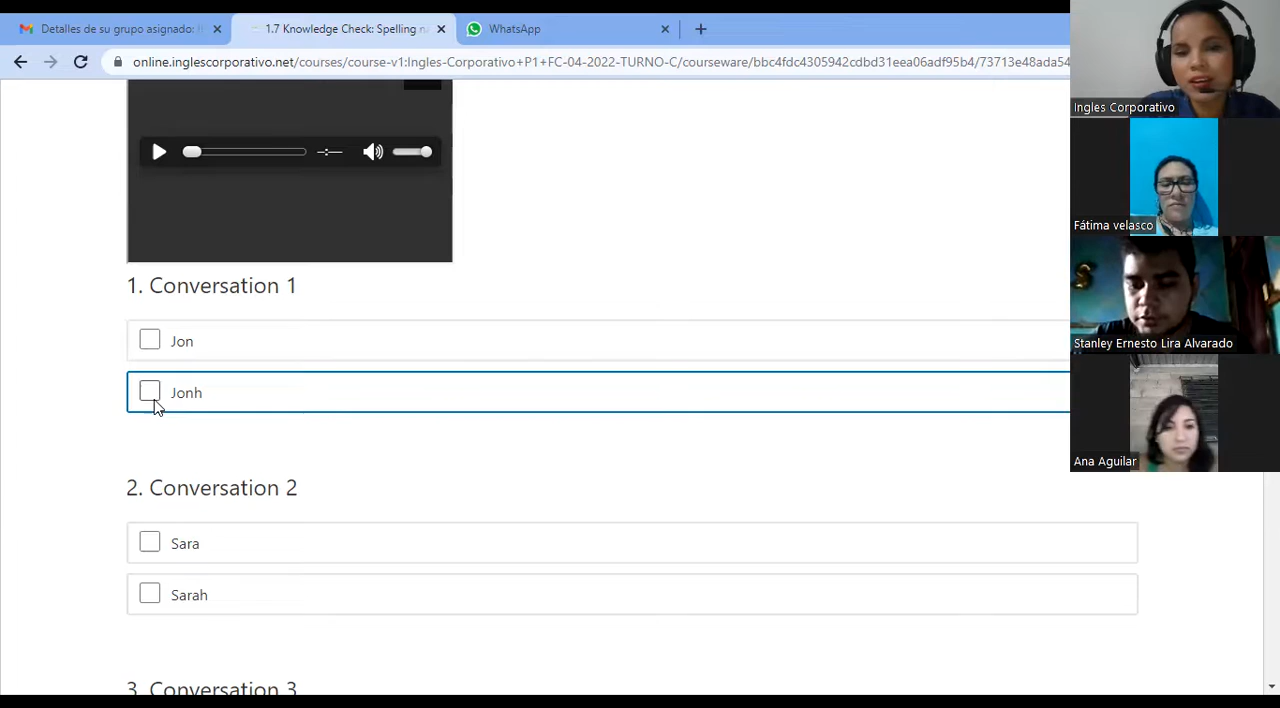 Detalles de su grupo asignado:
1.7 Knowledge Check: Spelling
WhatsApp
online.inglescorporativo.net/courses/course-v1:Ingles-Corporativo+P1+FC-04-2022-TURNO-C/courseware/bbc4fdc4305942cdbd31eea06adf95b4/73713e48ada54
Ingles Corporativo
Fátima velasco
1. Conversation 1
Jon
Stanley Ernesto Lira Alvarado
Jonh
Ana Aguilar
2. Conversation 2
Sara
Sarah
3. Conversation 3